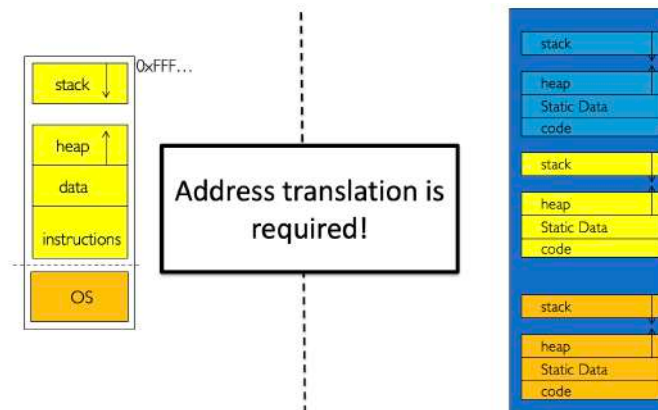 0xFFF...
stack
heap
data
instructions
OS
Address translation is
required!
stack
heap
Static Data
code
stack
heap
Static Data
code
stack
heap
Static Data
code